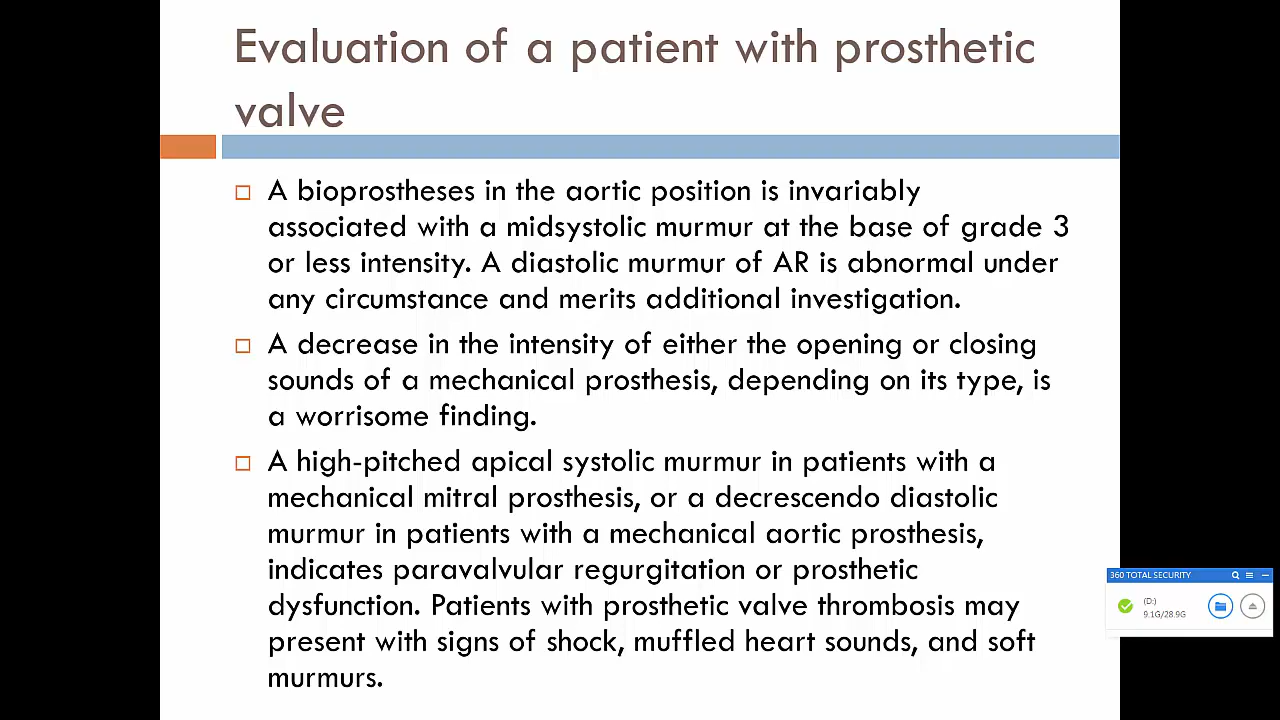 Evaluation of a patient with prosthetic
valve
A bioprostheses in the aortic position is invariably
associated with a midsystolic murmur at the base of grade 3
or less intensity. A diastolic murmur of AR is abnormal under
any circumstance and merits additional investigation.
A decrease in the intensity of either the opening or closing
sounds of a mechanical prosthesis, depending on its type, is
a worrisome finding.
A high-pitched apical systolic murmur in patients with a
mechanical mitral prosthesis, or a decrescendo diastolic
murmur in patients with a mechanical aortic prosthesis,
indicates paravalvular regurgitation or prosthetic
dysfunction. Patients with prosthetic valve thrombosis may
present with signs of shock, muffled heart sounds, and soft
murmurs.
360 TOTAL SECURITY
(D:)
9.1G/28.9G